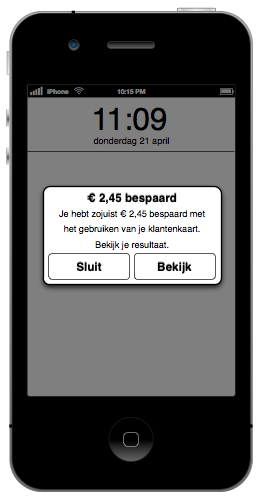 iPhone 10:15 PM
11:09
donderdag 21 april
€ 2,45 bespaard
Je hebt zojuist € 2,45 bespaard met
het gebruiken van je klantenkaart.
Bekijk je resultaat.
Sluit Bekijk